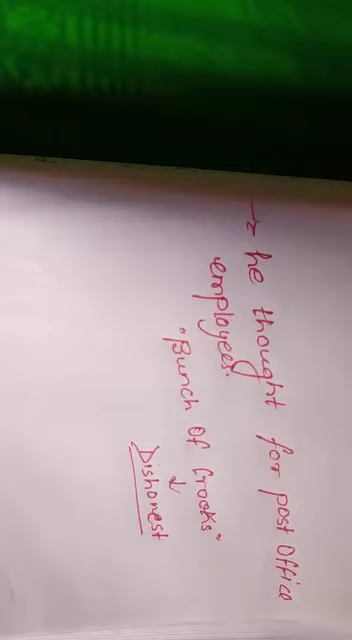 → he thought for post office
employees.
"Bunch Of Crooks"
↓
Dishonest